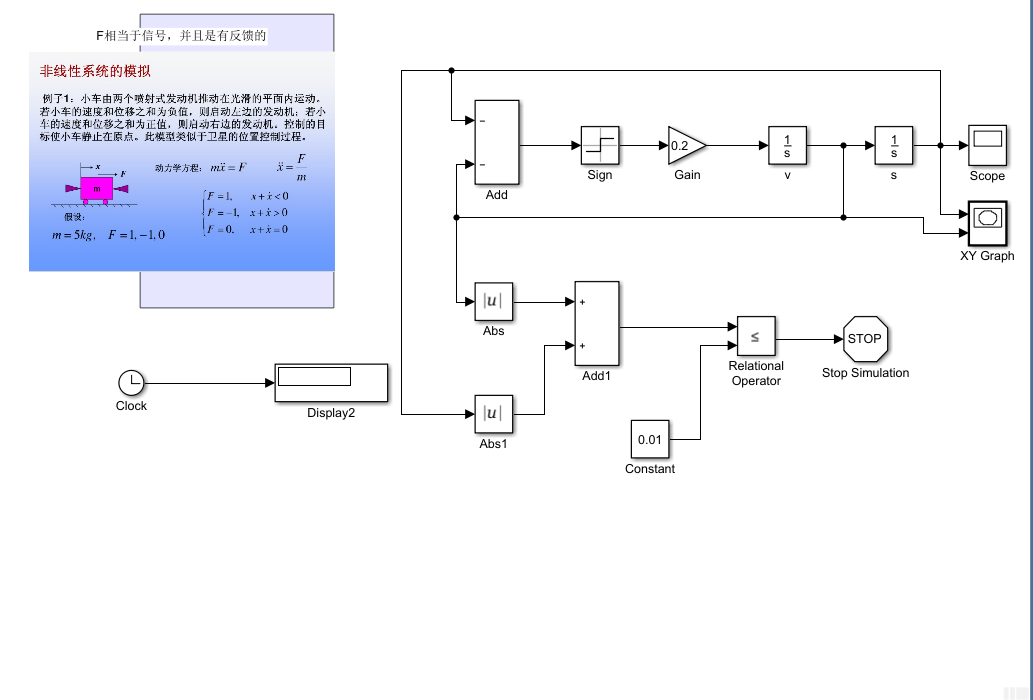 F相当于信号，并且是有反馈的
非线性系统的模拟
例了1：小车由两个喷射式发动机推动在光滑的平面内运动。
若小车的速度和位移之和为负值，则启动左边的发动机；若小
车的速度和位移之和为正值，则启动右边的发动机。控制的目
标使小车静止在原点。此模型类似于卫星的位置控制过程。
x
F
m
动力学方程： mẍ = F ẍ = F/m
F = 1, x + ẋ < 0
F = −1, x + ẋ > 0
F = 0, x + ẋ = 0
假设：
m = 5kg, F = 1, −1, 0
−
−
Add
Sign
0.2
Gain
1/s
v
1/s
s
Scope
XY Graph
|u|
Abs
+
+
Add1
≤
Relational
Operator
STOP
Stop Simulation
Clock
Display2
|u|
Abs1
0.01
Constant